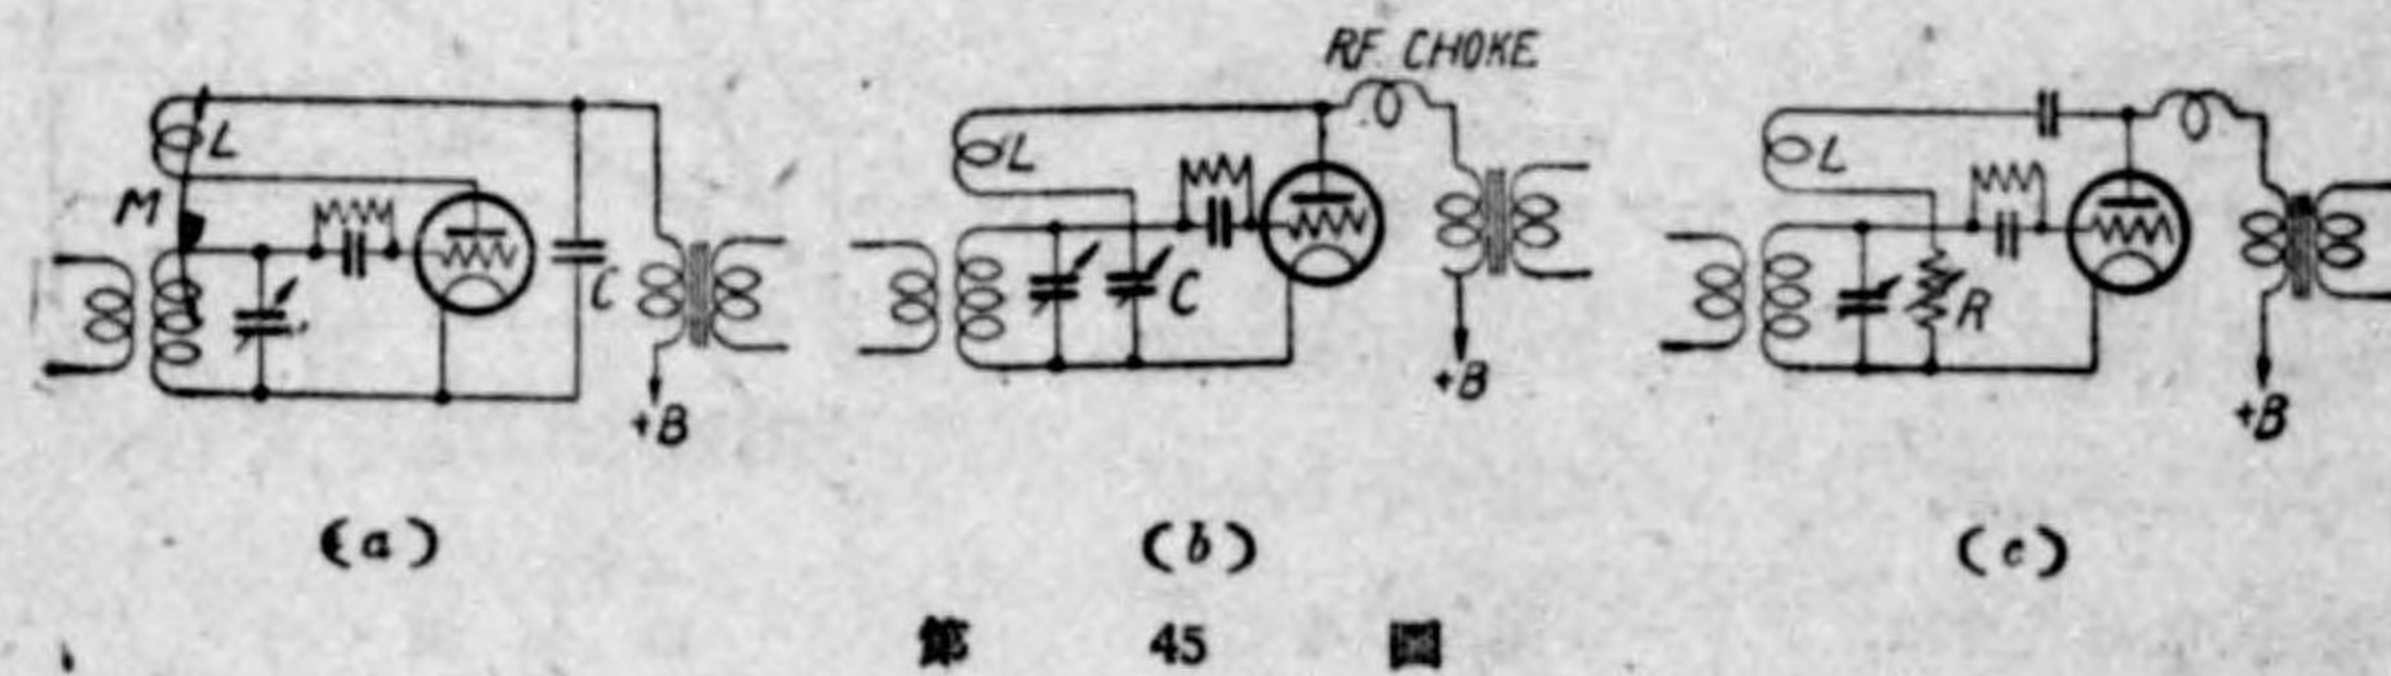 RF. CHOKE
L
M
C
+B
L
C
+B
L
R
+B
(a)
(b)
(c)
第 45 圖